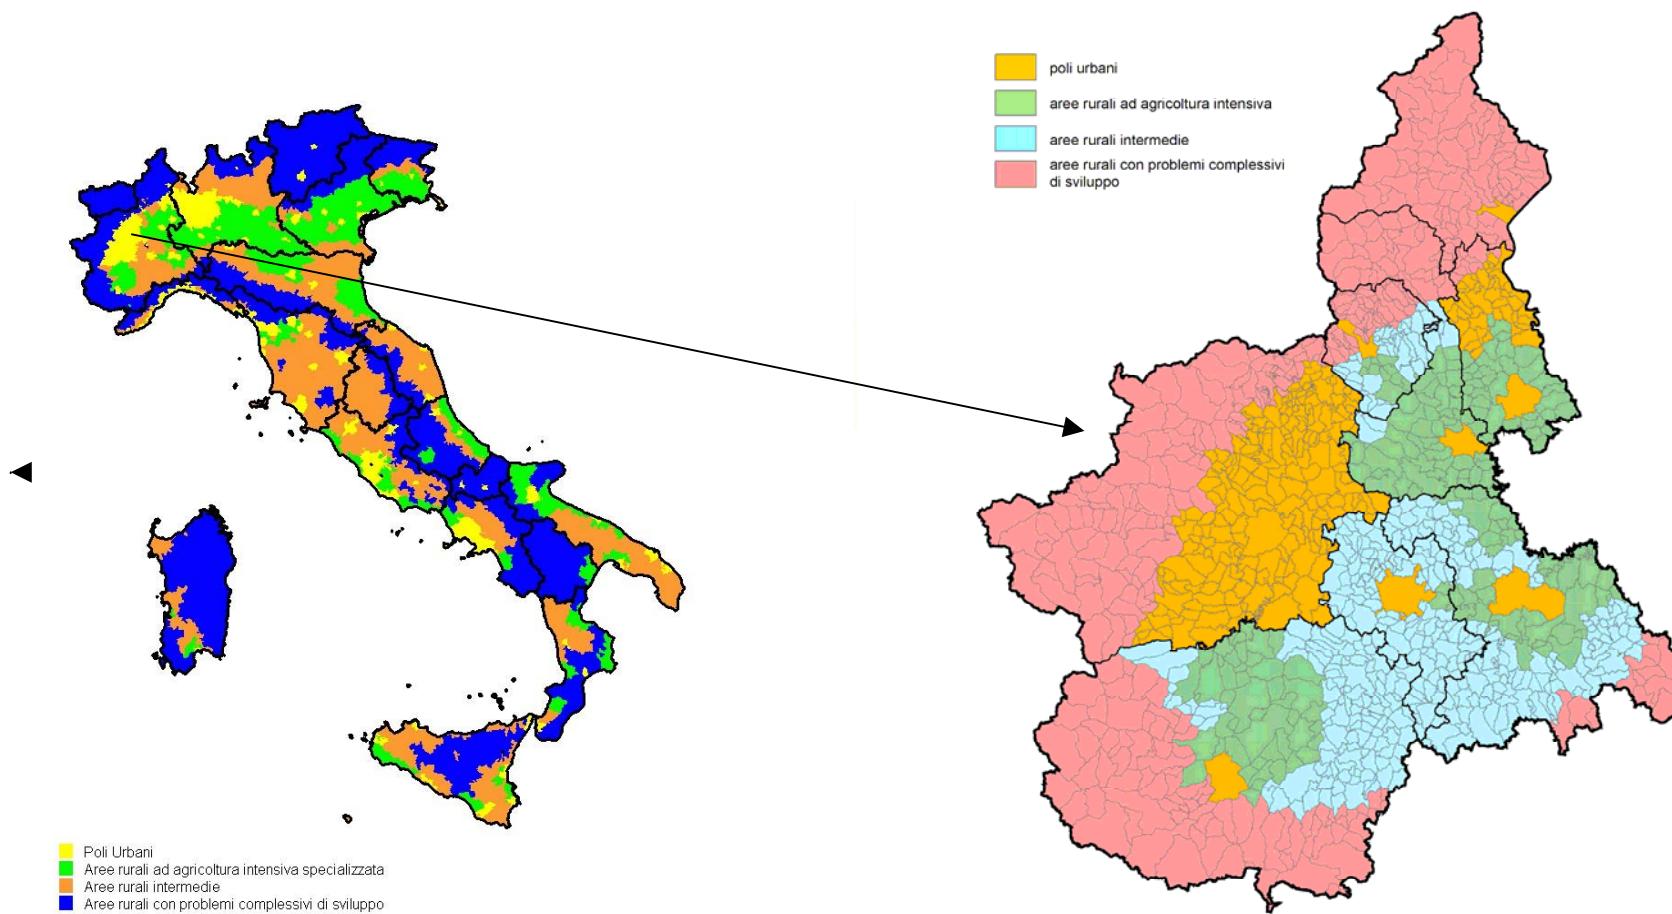 poli urbani
aree rurali ad agricoltura intensiva
aree rurali intermedie
aree rurali con problemi complessivi
di sviluppo
Poli Urbani
Aree rurali ad agricoltura intensiva specializzata
Aree rurali intermedie
Aree rurali con problemi complessivi di sviluppo